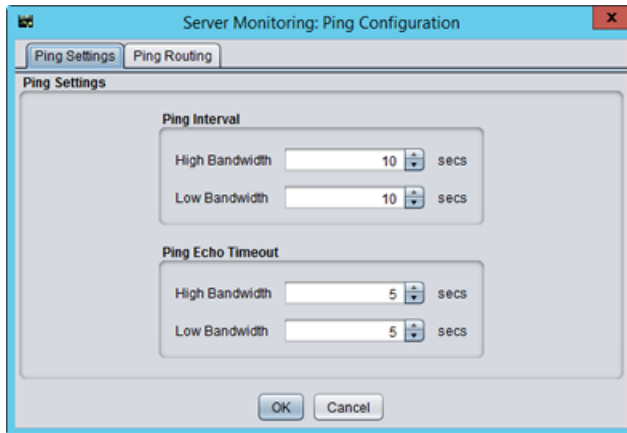 Server Monitoring: Ping Configuration x
Ping Settings Ping Routing
Ping Settings
Ping Interval
High Bandwidth 10 secs
Low Bandwidth 10 secs
Ping Echo Timeout
High Bandwidth 5 secs
Low Bandwidth 5 secs
OK Cancel